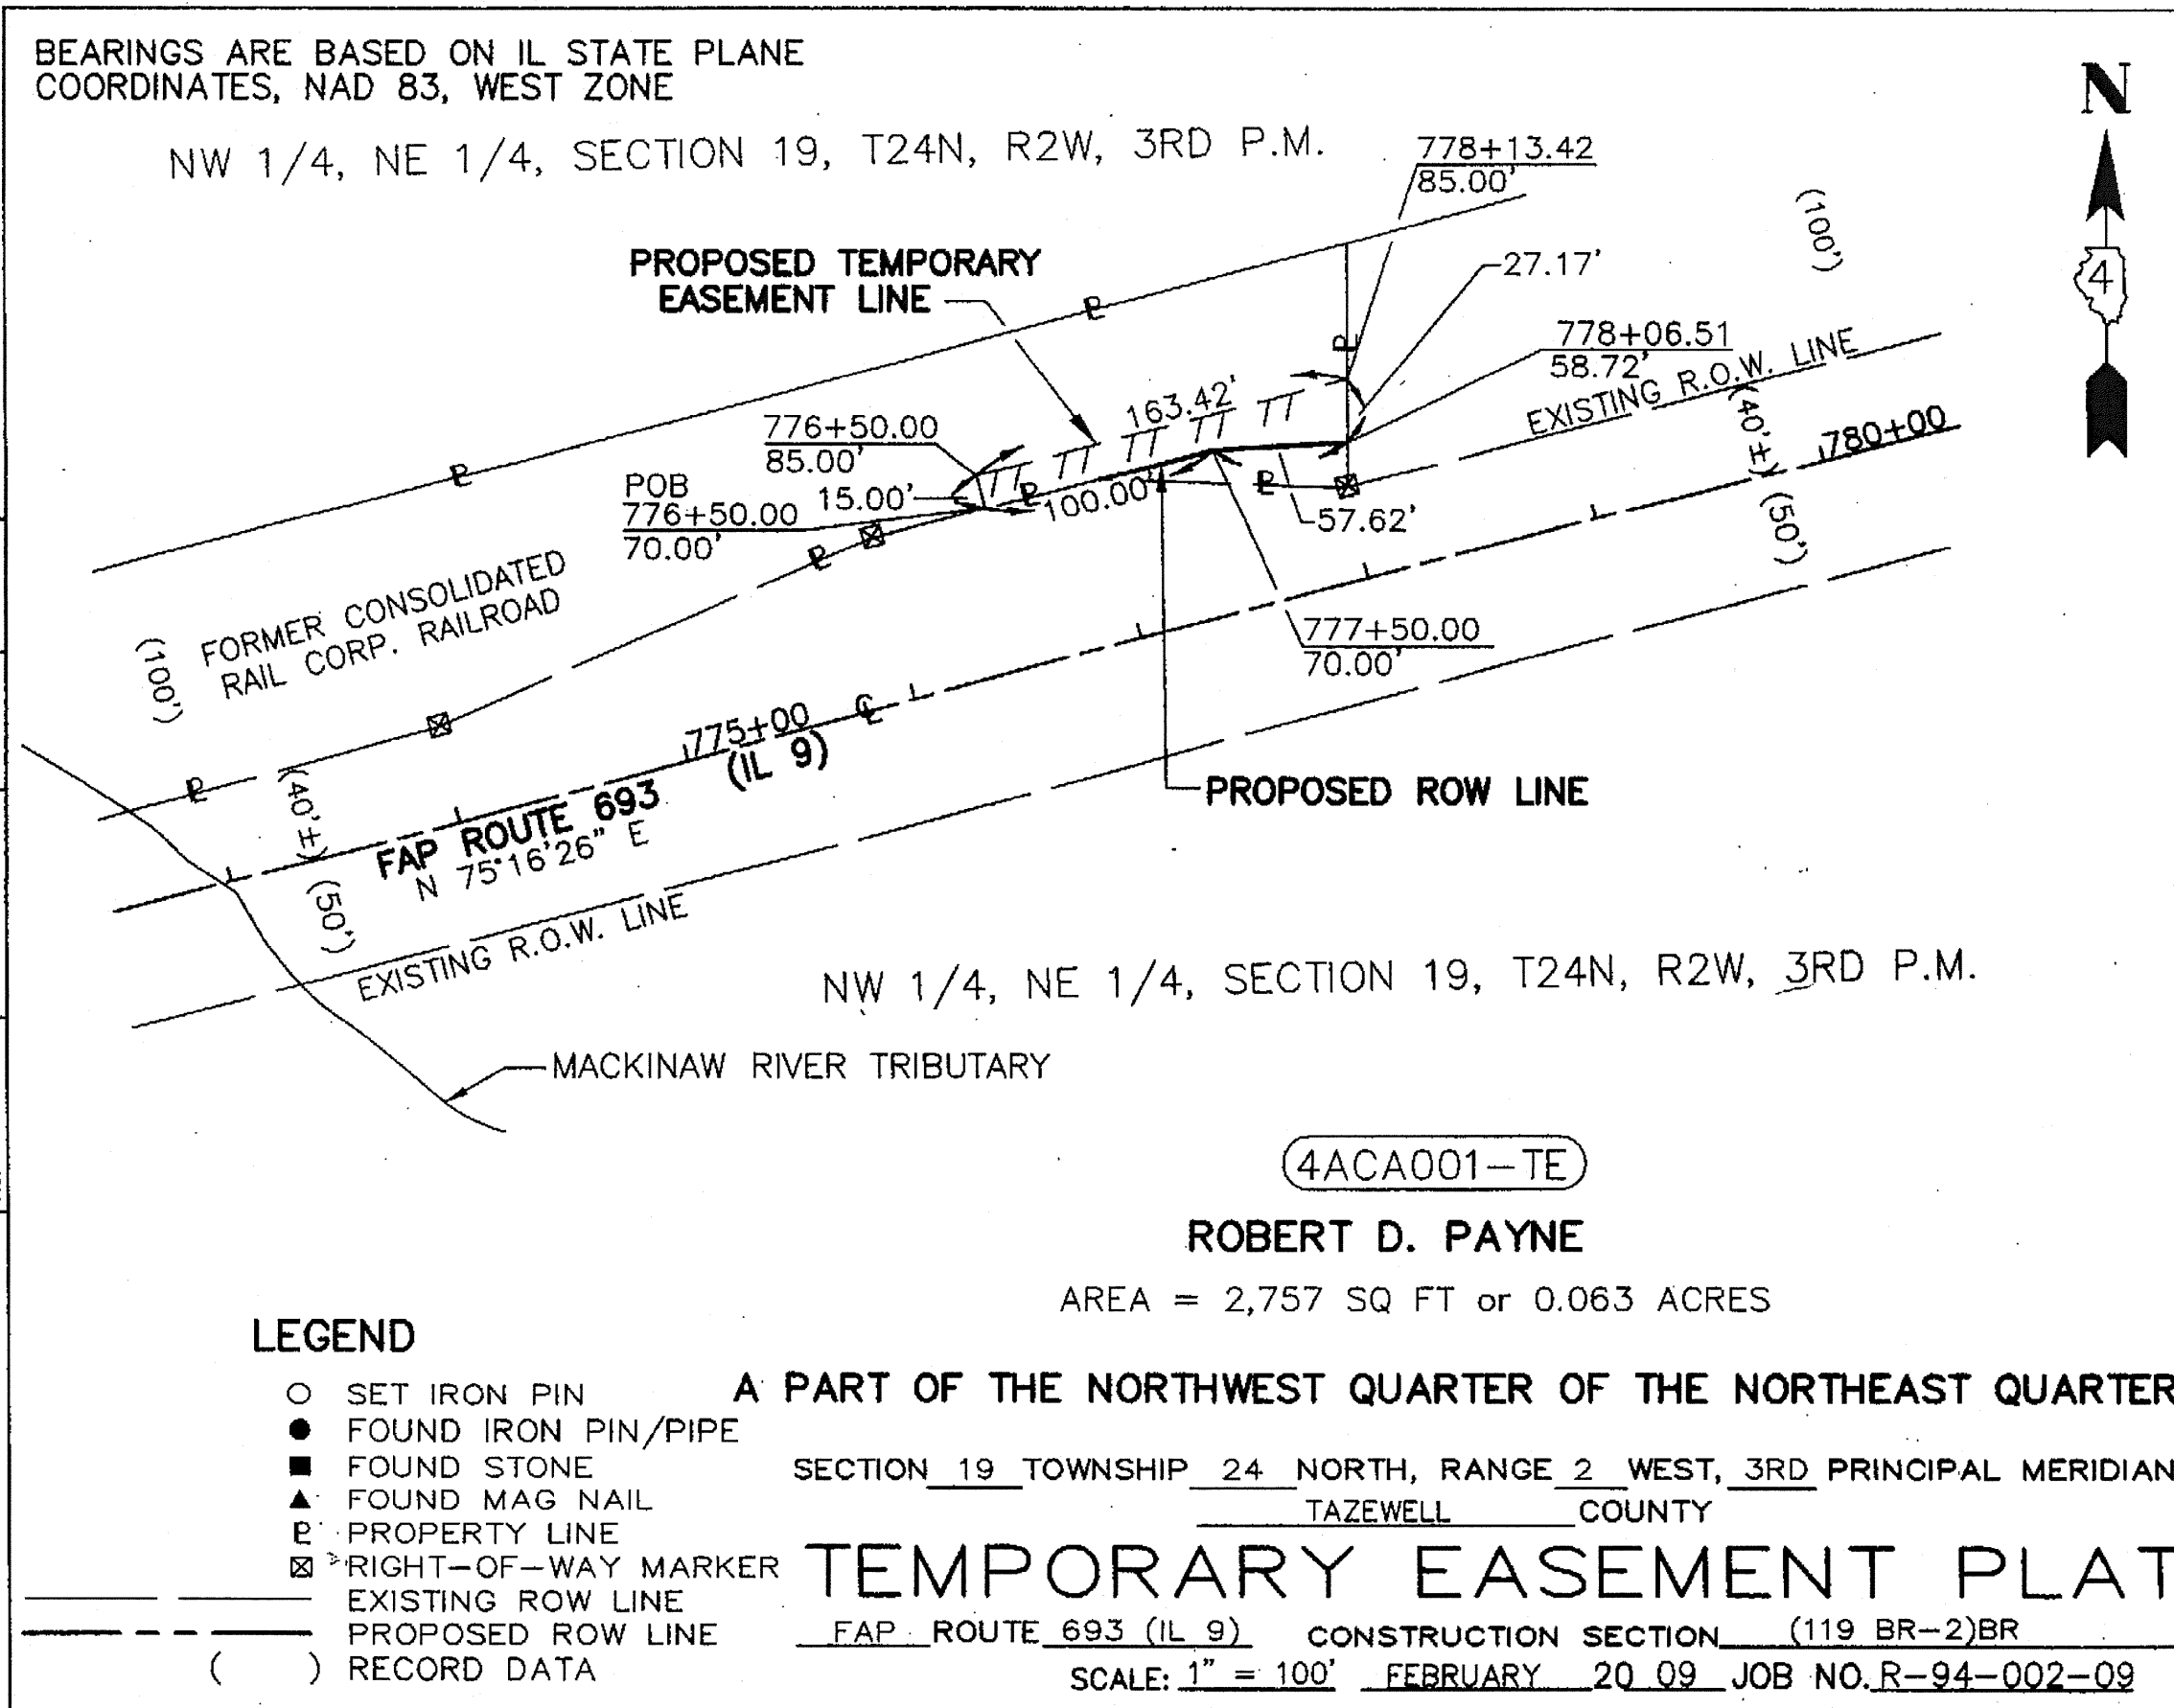 BEARINGS ARE BASED ON IL STATE PLANE
COORDINATES, NAD 83, WEST ZONE
N
4
NW 1/4, NE 1/4, SECTION 19, T24N, R2W, 3RD P.M.
778+13.42
85.00'
(100')
PROPOSED TEMPORARY
EASEMENT LINE
27.17'
778+06.51
58.72'
EXISTING R.O.W. LINE
163.42'
776+50.00
85.00'
(40'±)
780+00
POB
776+50.00
70.00'
15.00'
100.00'
57.62'
(50')
FORMER CONSOLIDATED
RAIL CORP. RAILROAD
(100')
777+50.00
70.00'
775+00
(IL 9)
PROPOSED ROW LINE
(40'±)
FAP ROUTE 693
N 75°16'26" E
(50')
EXISTING R.O.W. LINE
NW 1/4, NE 1/4, SECTION 19, T24N, R2W, 3RD P.M.
MACKINAW RIVER TRIBUTARY
4ACA001-TE
ROBERT D. PAYNE
AREA = 2,757 SQ FT or 0.063 ACRES
LEGEND
SET IRON PIN
FOUND IRON PIN/PIPE
FOUND STONE
FOUND MAG NAIL
PROPERTY LINE
RIGHT-OF-WAY MARKER
EXISTING ROW LINE
PROPOSED ROW LINE
( ) RECORD DATA
A PART OF THE NORTHWEST QUARTER OF THE NORTHEAST QUARTER
SECTION 19 TOWNSHIP 24 NORTH, RANGE 2 WEST, 3RD PRINCIPAL MERIDIAN
TAZEWELL COUNTY
TEMPORARY EASEMENT PLAT
FAP ROUTE 693 (IL 9) CONSTRUCTION SECTION (119 BR-2)BR
SCALE: 1" = 100' FEBRUARY 20 09 JOB NO. R-94-002-09